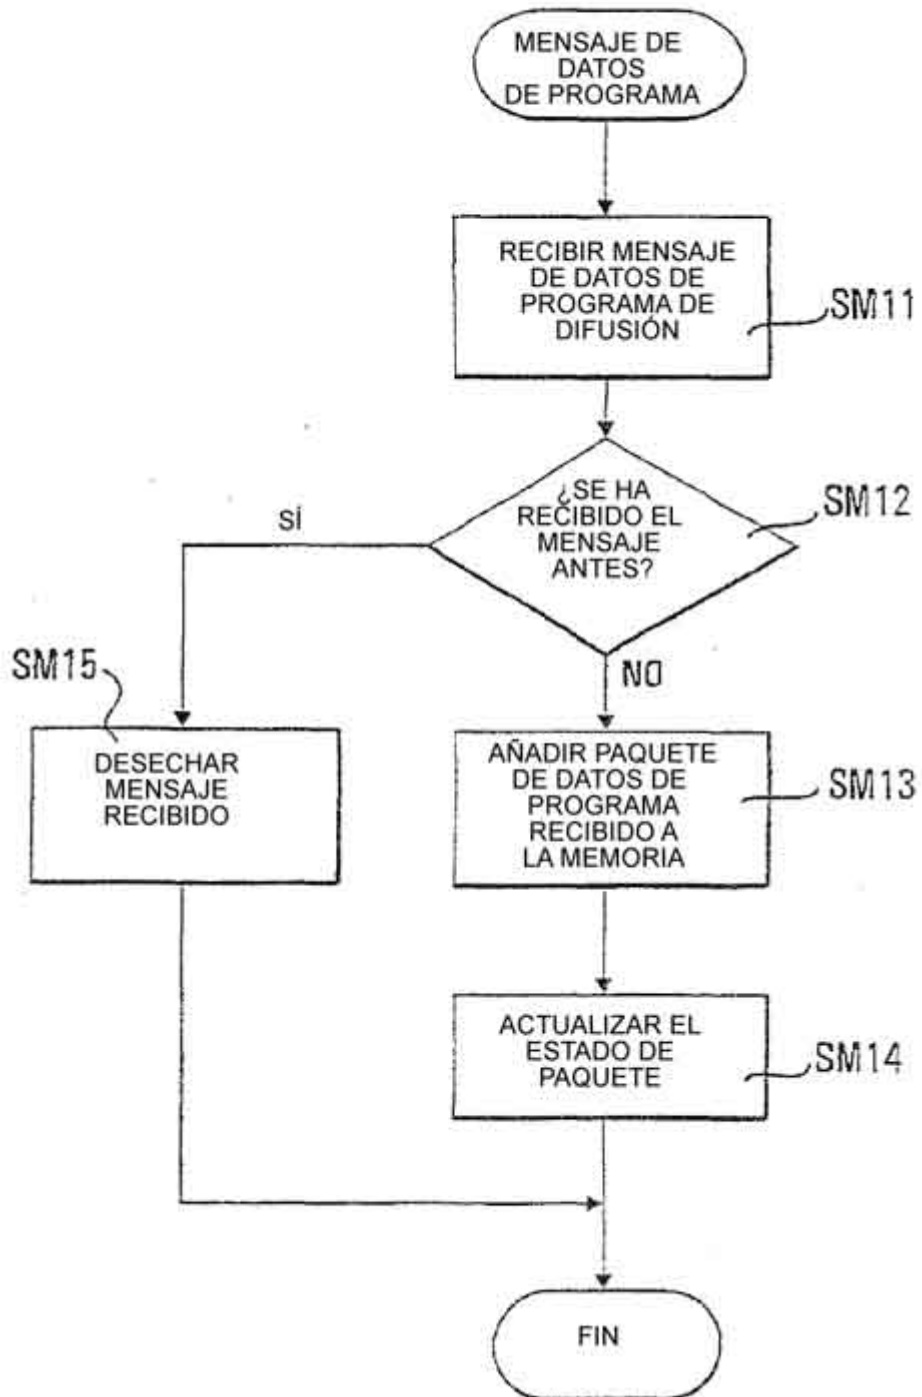 MENSAJE DE
DATOS
DE PROGRAMA
RECIBIR MENSAJE
DE DATOS DE
PROGRAMA DE
DIFUSIÓN
SM11
¿SE HA
RECIBIDO EL
MENSAJE
ANTES?
SM12
SÍ
NO
SM15
DESECHAR
MENSAJE
RECIBIDO
AÑADIR PAQUETE
DE DATOS DE
PROGRAMA
RECIBIDO A
LA MEMORIA
SM13
ACTUALIZAR EL
ESTADO DE
PAQUETE
SM14
FIN